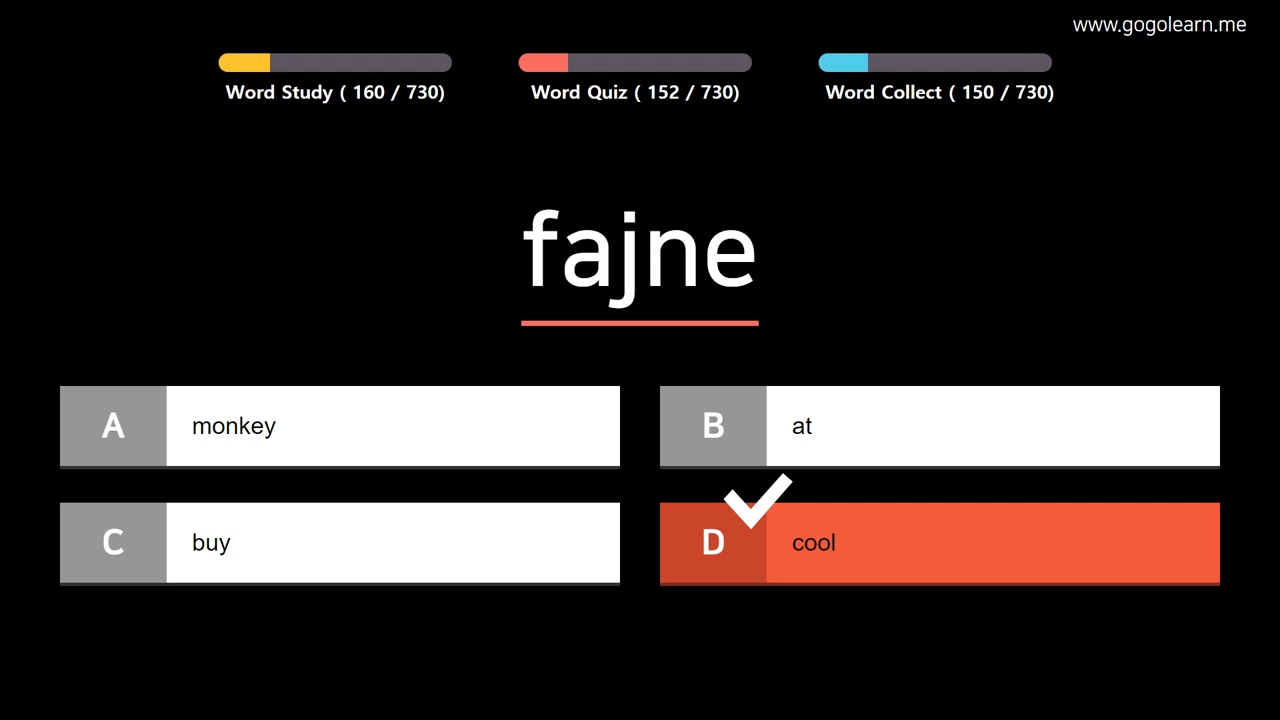 www.gogolearn.me
Word Study ( 160 / 730)
Word Quiz ( 152 / 730)
Word Collect ( 150 / 730)
fajne
A monkey
B at
C buy
D cool